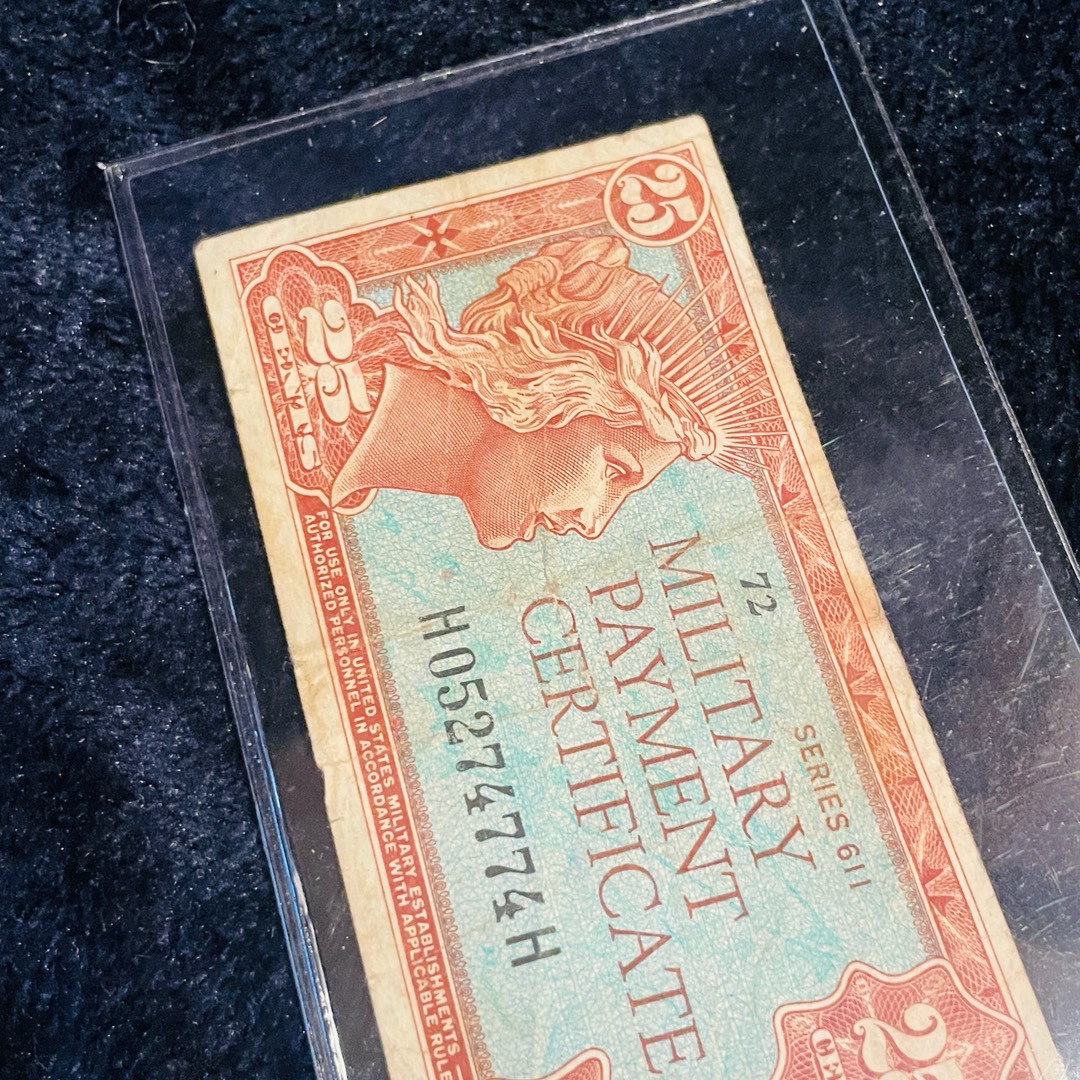 25
25
CENTS
72
SERIES 611
MILITARY
PAYMENT
CERTIFICATE
H05274774H
FOR USE ONLY IN UNITED STATES MILITARY ESTABLISHMENTS
AUTHORIZED PERSONNEL IN ACCORDANCE WITH APPLICABLE